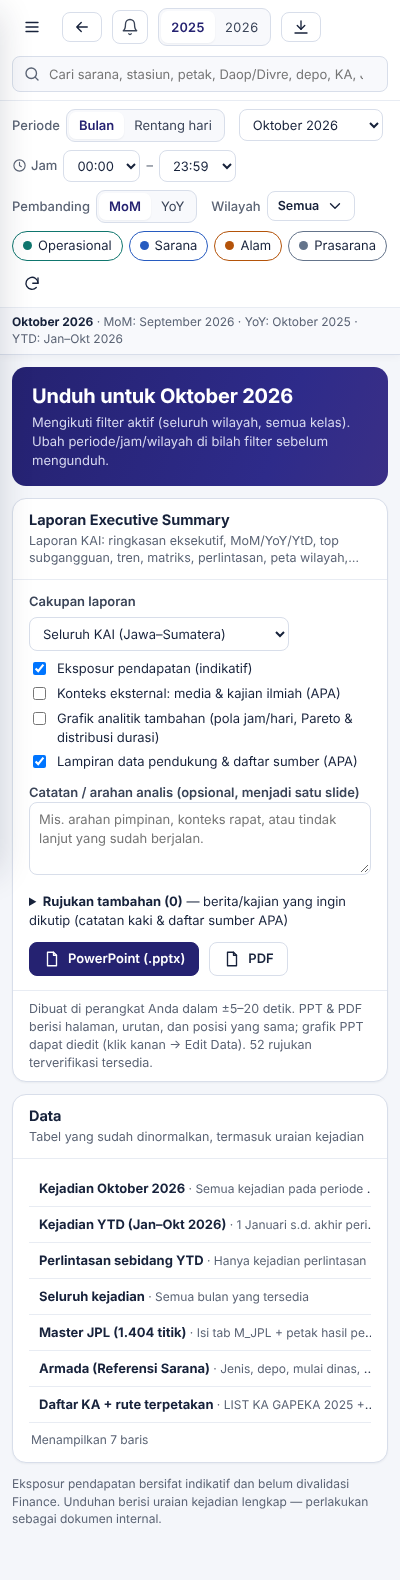 2025 2026
Cari sarana, stasiun, petak, Daop/Divre, depo, KA,
Periode Bulan Rentang hari Oktober 2026
Jam 00:00 – 23:59
Pembanding MoM YoY Wilayah Semua
Operasional Sarana Alam Prasarana
Oktober 2026 · MoM: September 2026 · YoY: Oktober 2025 ·
YTD: Jan–Okt 2026
Unduh untuk Oktober 2026
Mengikuti filter aktif (seluruh wilayah, semua kelas).
Ubah periode/jam/wilayah di bilah filter sebelum
mengunduh.
Laporan Executive Summary
Laporan KAI: ringkasan eksekutif, MoM/YoY/YtD, top
subgangguan, tren, matriks, perlintasan, peta wilayah,...
Cakupan laporan
Seluruh KAI (Jawa–Sumatera)
Eksposur pendapatan (indikatif)
Konteks eksternal: media & kajian ilmiah (APA)
Grafik analitik tambahan (pola jam/hari, Pareto &
distribusi durasi)
Lampiran data pendukung & daftar sumber (APA)
Catatan / arahan analis (opsional, menjadi satu slide)
Mis. arahan pimpinan, konteks rapat, atau tindak
lanjut yang sudah berjalan.
Rujukan tambahan (0) — berita/kajian yang ingin
dikutip (catatan kaki & daftar sumber APA)
PowerPoint (.pptx) PDF
Dibuat di perangkat Anda dalam ±5–20 detik. PPT & PDF
berisi halaman, urutan, dan posisi yang sama; grafik PPT
dapat diedit (klik kanan → Edit Data). 52 rujukan
terverifikasi tersedia.
Data
Tabel yang sudah dinormalkan, termasuk uraian kejadian
Kejadian Oktober 2026 · Semua kejadian pada periode .
Kejadian YTD (Jan–Okt 2026) · 1 Januari s.d. akhir peri.
Perlintasan sebidang YTD · Hanya kejadian perlintasan
Seluruh kejadian · Semua bulan yang tersedia
Master JPL (1.404 titik) · Isi tab M_JPL + petak hasil pe..
Armada (Referensi Sarana) · Jenis, depo, mulai dinas, ..
Daftar KA + rute terpetakan · LIST KA GAPEKA 2025 +..
Menampilkan 7 baris
Eksposur pendapatan bersifat indikatif dan belum divalidasi
Finance. Unduhan berisi uraian kejadian lengkap — perlakukan
sebagai dokumen internal.